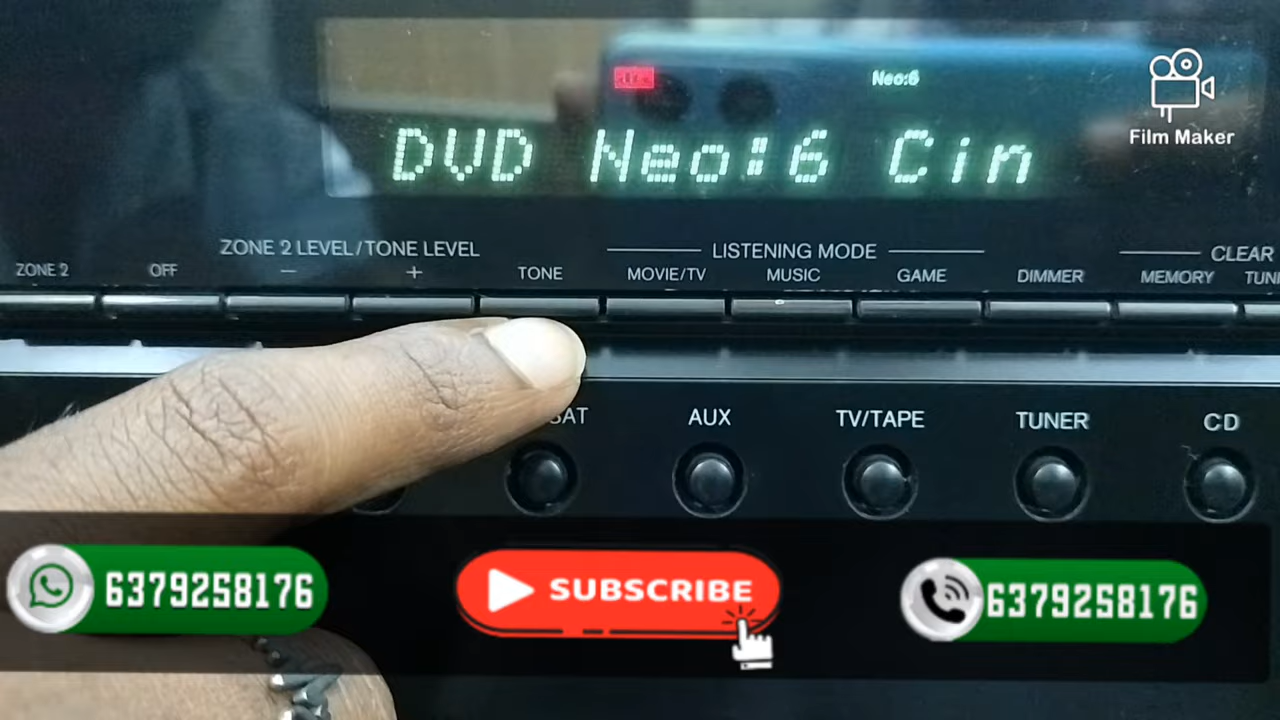 Neo:6
DVD Neo:6 Cin
Film Maker
ZONE 2 LEVEL/TONE LEVEL
LISTENING MODE
CLEAR
ZONE 2
OFF
−
+
TONE
MOVIE/TV
MUSIC
GAME
DIMMER
MEMORY
SAT
AUX
TV/TAPE
TUNER
CD
6379258176
SUBSCRIBE
6379258176